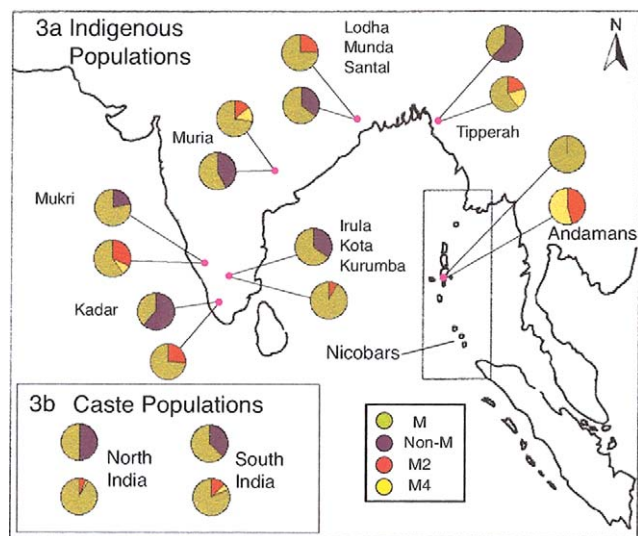 3a Indigenous
Populations
Lodha
Munda
Santal
N
Muria
Tipperah
Mukri
Irula
Kota
Kurumba
Andamans
Kadar
Nicobars
3b Caste Populations
North
India
South
India
M
Non-M
M2
M4